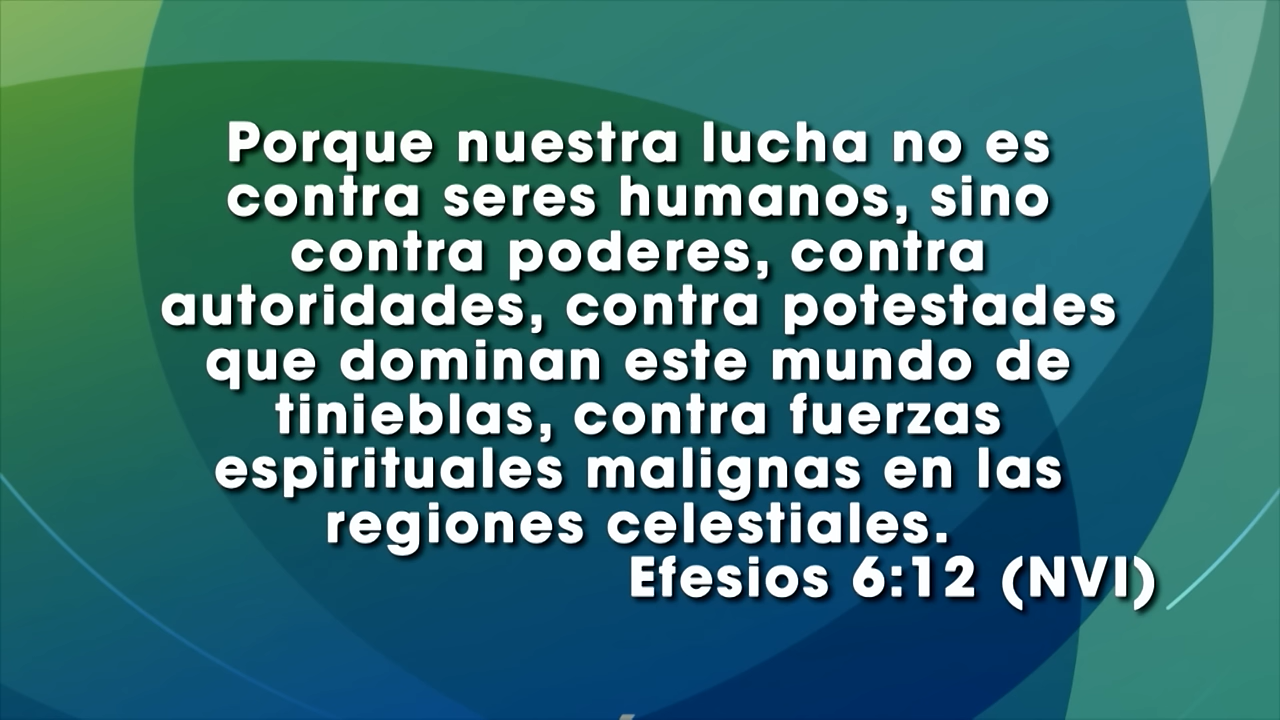 Porque nuestra lucha no es
contra seres humanos, sino
contra poderes, contra
autoridades, contra potestades
que dominan este mundo de
tinieblas, contra fuerzas
espirituales malignas en las
regiones celestiales.
Efesios 6:12 (NVI)